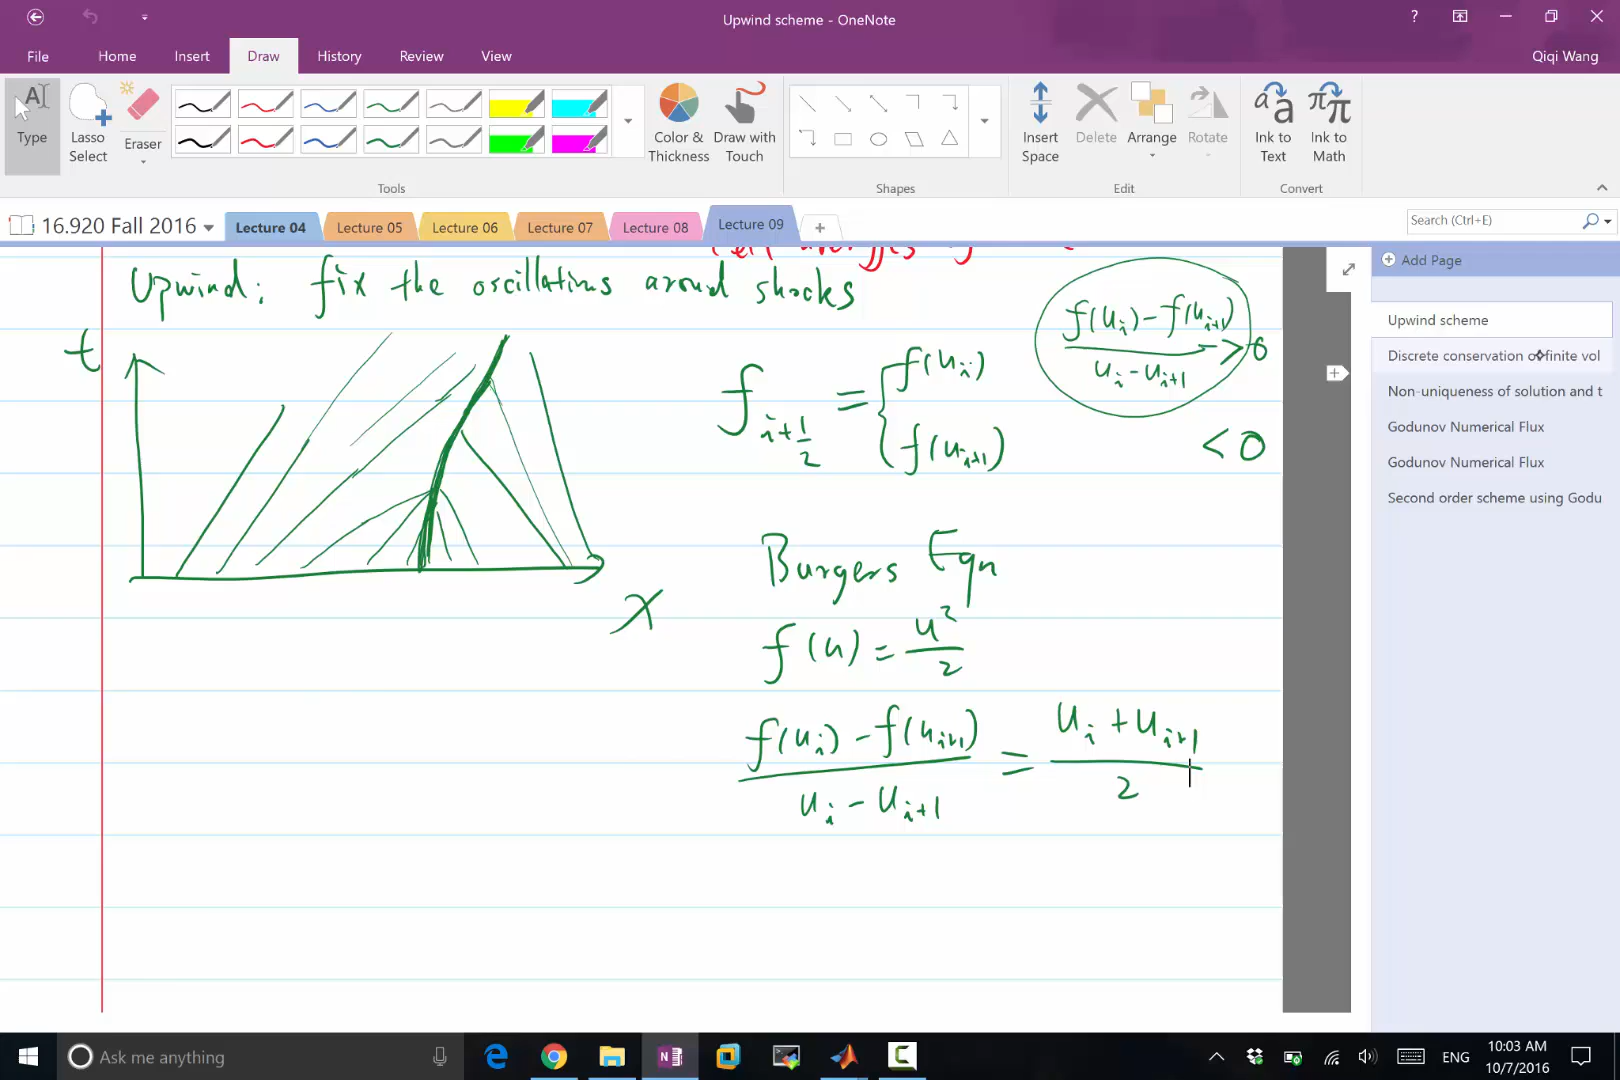 Upwind scheme - OneNote
?
File Home Insert Draw History Review View
Qiqi Wang
Type
Lasso Select
Eraser
Color & Thickness
Draw with Touch
Insert Space
Delete
Arrange
Rotate
Ink to Text
Ink to Math
Tools
Shapes
Edit
Convert
16.920 Fall 2016
Lecture 04 Lecture 05 Lecture 06 Lecture 07 Lecture 08 Lecture 09 +
Search (Ctrl+E)
Add Page
Upwind scheme
Discrete conservation of finite vol
Non-uniqueness of solution and t
Godunov Numerical Flux
Godunov Numerical Flux
Second order scheme using Godu
Upwind: fix the oscillations around shocks
t
x
f_{i+1/2} = { f(u_i)   (f(u_i) - f(u_{i+1})) / (u_i - u_{i+1}) > 0
f(u_{i+1})   < 0
Burgers Eqn
f(u) = u²/2
(f(u_i) - f(u_{i+1})) / (u_i - u_{i+1}) = (u_i + u_{i+1}) / 2
Ask me anything
ENG
10:03 AM
10/7/2016